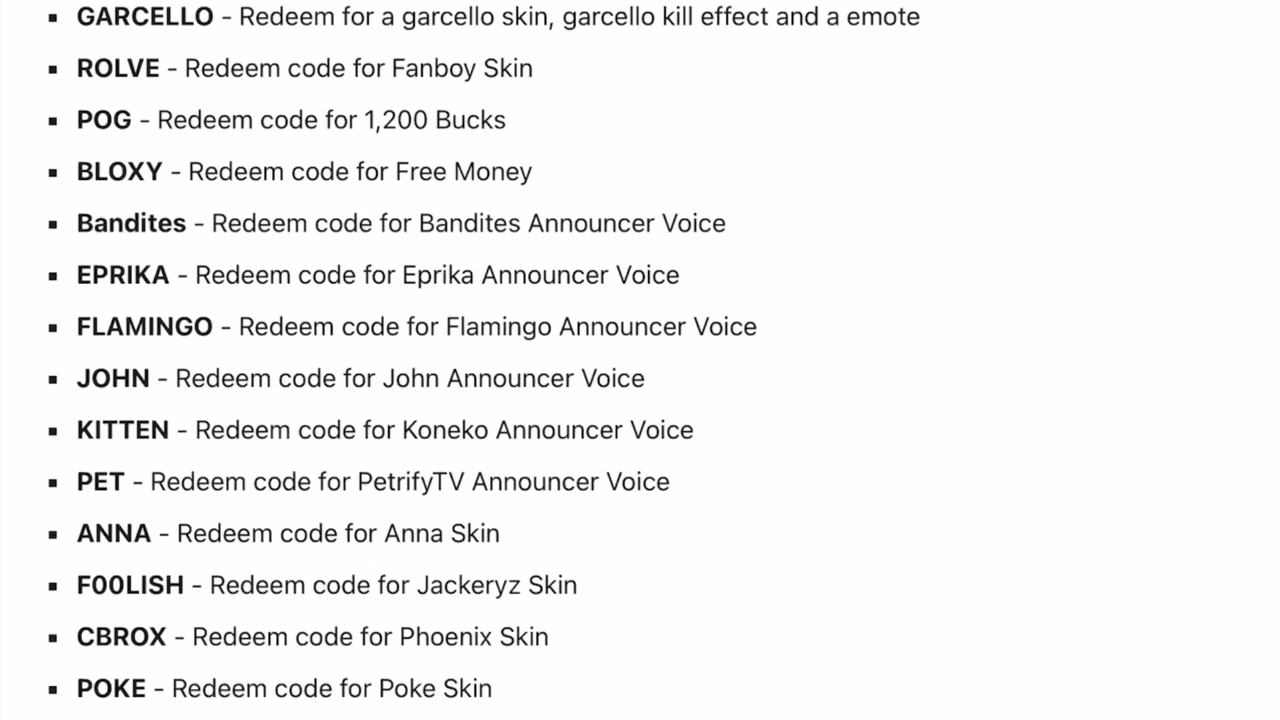 ▪ GARCELLO - Redeem for a garcello skin, garcello kill effect and a emote
▪ ROLVE - Redeem code for Fanboy Skin
▪ POG - Redeem code for 1,200 Bucks
▪ BLOXY - Redeem code for Free Money
▪ Bandites - Redeem code for Bandites Announcer Voice
▪ EPRIKA - Redeem code for Eprika Announcer Voice
▪ FLAMINGO - Redeem code for Flamingo Announcer Voice
▪ JOHN - Redeem code for John Announcer Voice
▪ KITTEN - Redeem code for Koneko Announcer Voice
▪ PET - Redeem code for PetrifyTV Announcer Voice
▪ ANNA - Redeem code for Anna Skin
▪ F00LISH - Redeem code for Jackeryz Skin
▪ CBROX - Redeem code for Phoenix Skin
▪ POKE - Redeem code for Poke Skin